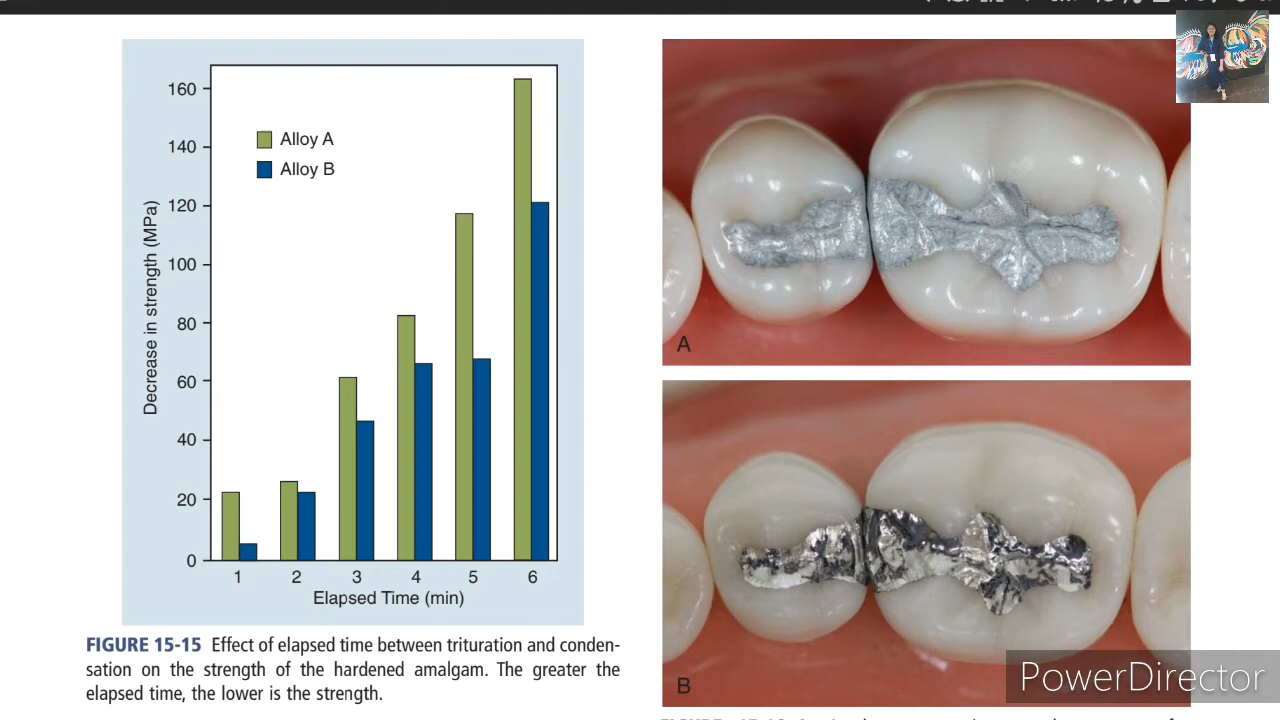 160
140
120
100
80
60
40
20
0
Decrease in strength (MPa)
Alloy A
Alloy B
1 2 3 4 5 6
Elapsed Time (min)
FIGURE 15-15 Effect of elapsed time between trituration and conden-
sation on the strength of the hardened amalgam. The greater the
elapsed time, the lower is the strength.
A
B
PowerDirector